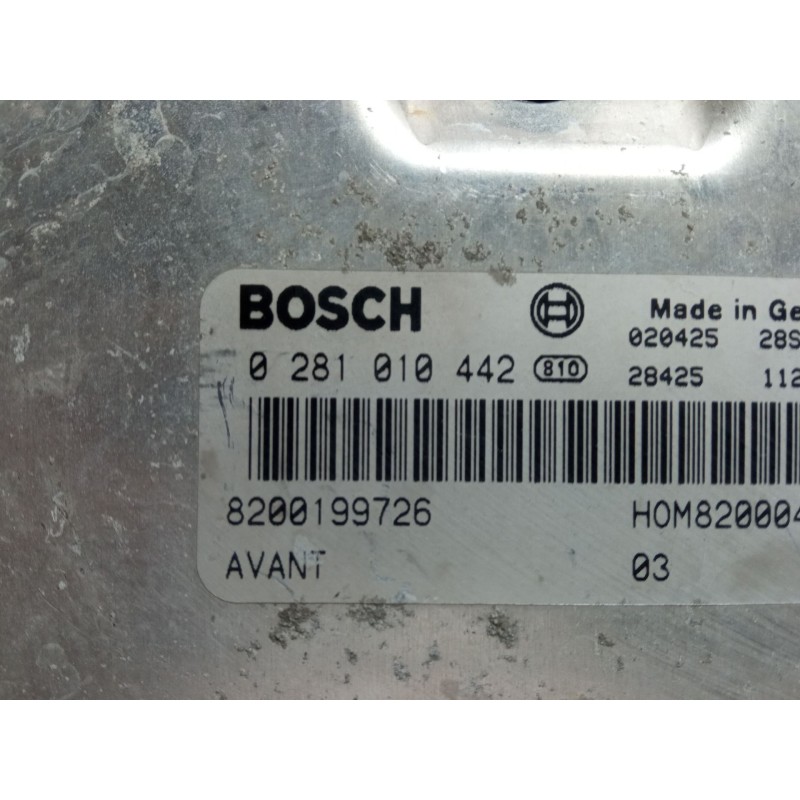 BOSCH
Made in Ge
020425 28S
0 281 010 442 810
28425 112
8200199726 HOM820004
AVANT 03